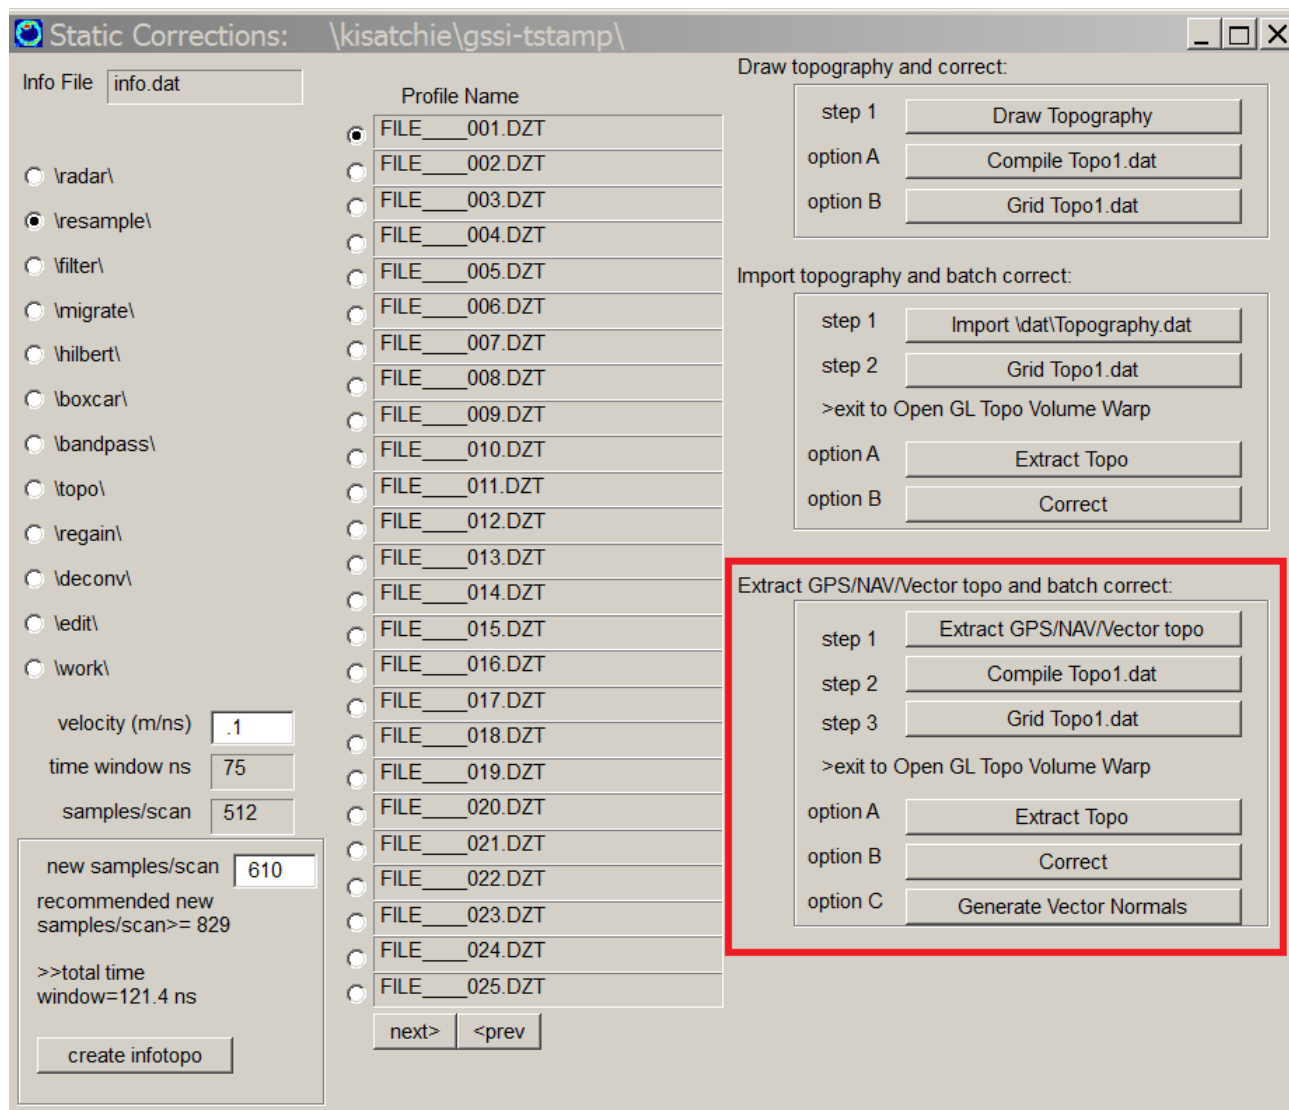 Static Corrections: \kisatchie\gssi-tstamp\
Info File info.dat
\radar\
\resample\
\filter\
\migrate\
\hilbert\
\boxcar\
\bandpass\
\topo\
\regain\
\deconv\
\edit\
\work\
velocity (m/ns) .1
time window ns 75
samples/scan 512
new samples/scan 610
recommended new
samples/scan>= 829
>>total time
window=121.4 ns
create infotopo
Profile Name
FILE____001.DZT
FILE____002.DZT
FILE____003.DZT
FILE____004.DZT
FILE____005.DZT
FILE____006.DZT
FILE____007.DZT
FILE____008.DZT
FILE____009.DZT
FILE____010.DZT
FILE____011.DZT
FILE____012.DZT
FILE____013.DZT
FILE____014.DZT
FILE____015.DZT
FILE____016.DZT
FILE____017.DZT
FILE____018.DZT
FILE____019.DZT
FILE____020.DZT
FILE____021.DZT
FILE____022.DZT
FILE____023.DZT
FILE____024.DZT
FILE____025.DZT
next> <prev
Draw topography and correct:
step 1 Draw Topography
option A Compile Topo1.dat
option B Grid Topo1.dat
Import topography and batch correct:
step 1 Import \dat\Topography.dat
step 2 Grid Topo1.dat
>exit to Open GL Topo Volume Warp
option A Extract Topo
option B Correct
Extract GPS/NAV/Vector topo and batch correct:
step 1 Extract GPS/NAV/Vector topo
step 2 Compile Topo1.dat
step 3 Grid Topo1.dat
>exit to Open GL Topo Volume Warp
option A Extract Topo
option B Correct
option C Generate Vector Normals